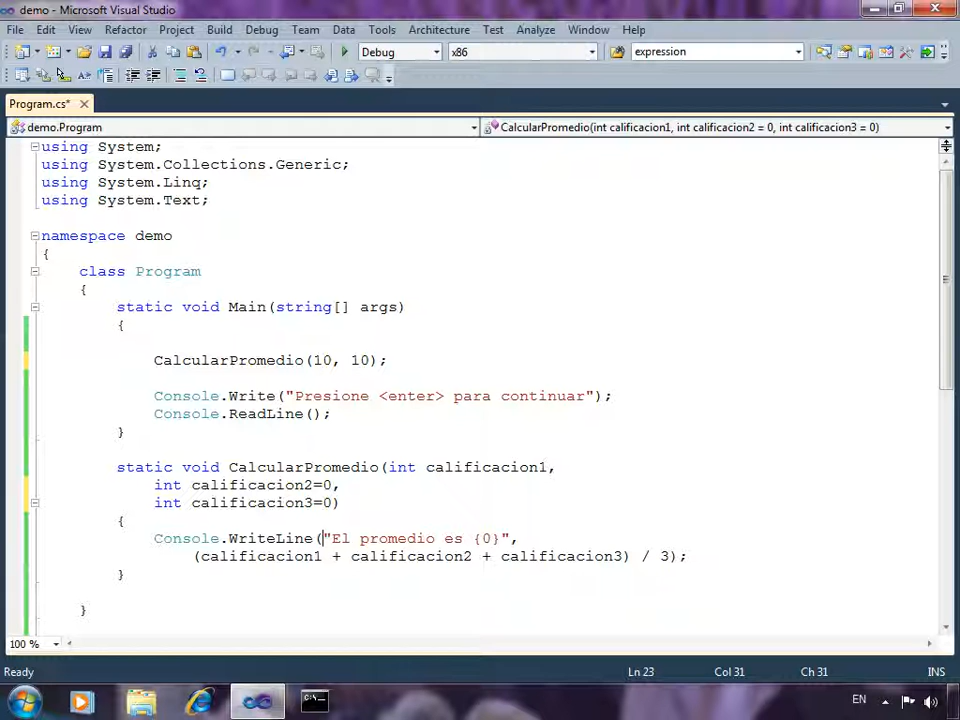 demo - Microsoft Visual Studio
File Edit View Refactor Project Build Debug Team Data Tools Architecture Test Analyze Window Help
Debug x86 expression
Program.cs*
demo.Program CalcularPromedio(int calificacion1, int calificacion2 = 0, int calificacion3 = 0)
using System;
using System.Collections.Generic;
using System.Linq;
using System.Text;
namespace demo
{
class Program
{
static void Main(string[] args)
{
CalcularPromedio(10, 10);
Console.Write("Presione <enter> para continuar");
Console.ReadLine();
}
static void CalcularPromedio(int calificacion1,
int calificacion2=0,
int calificacion3=0)
{
Console.WriteLine("El promedio es {0}",
(calificacion1 + calificacion2 + calificacion3) / 3);
}
}
100 %
Ready Ln 23 Col 31 Ch 31 INS
C:\ EN